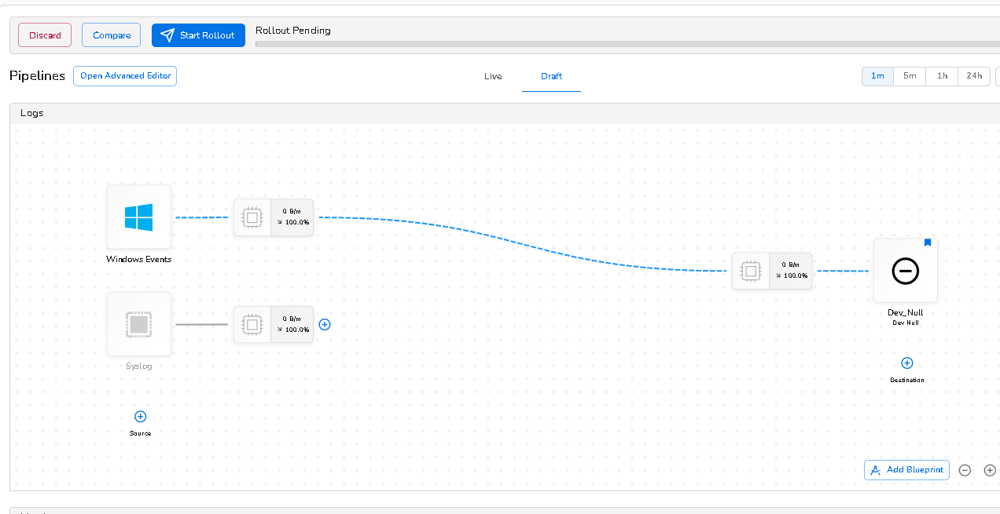 Discard
Compare
Start Rollout
Rollout Pending
Pipelines
Open Advanced Editor
Live
Draft
1m
5m
1h
24h
Logs
Windows Events
0 B/m
100.0%
0 B/m
100.0%
Dev_Null
Dev Null
Syslog
0 B/m
100.0%
Destination
Source
Add Blueprint